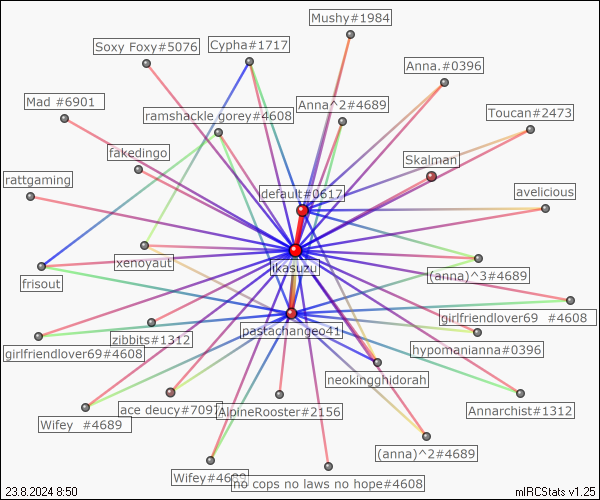 Mushy#1984
Soxy Foxy#5076
Cypha#1717
Anna.#0396
Mad #6901
ramshackle gorey#4608
Anna^2#4689
Toucan#2473
fakedingo
Skalman
rattgaming
default#0617
avelicious
xenoyaut
ikasuzu
(anna)^3#4689
frisout
girlfriendlover69 #4608
zibbits#1312
pastachangeo41
hypomanianna#0396
girlfriendlover69#4608
neokingghidorah
Wifey #4689
ace deucy#7097
AlpineRooster#2156
Annarchist#1312
(anna)^2#4689
Wifey#4689
no cops no laws no hope#4608
23.8.2024 8:50
mIRCStats v1.25